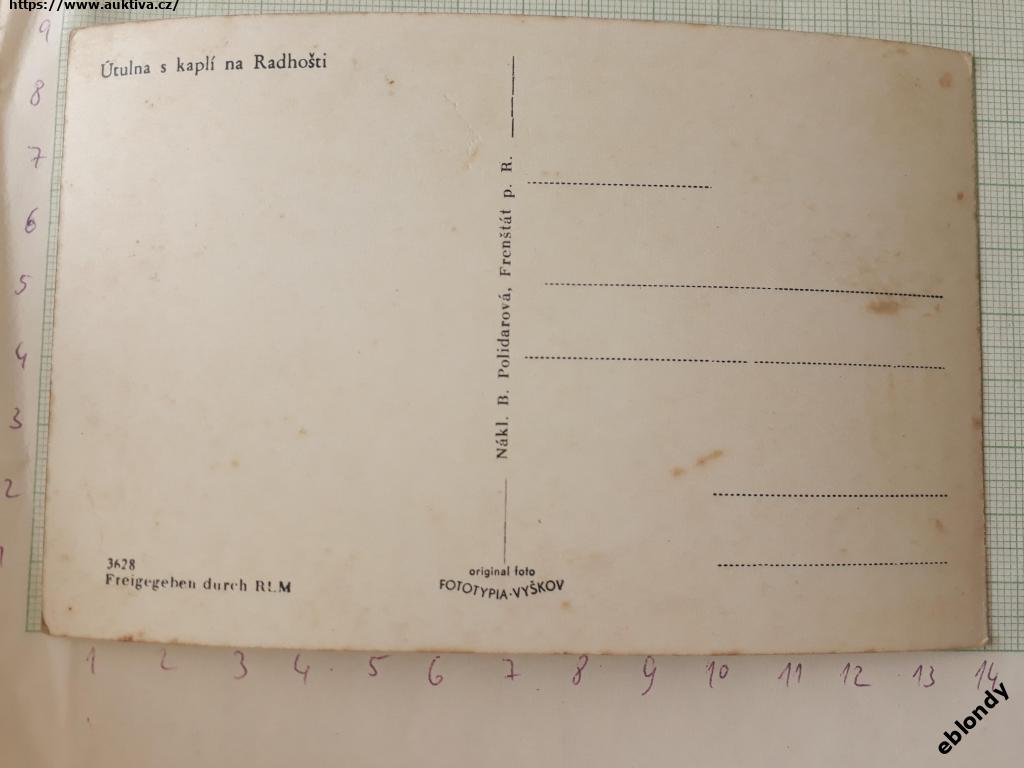 https://www.auktiva.cz/
Útulna s kaplí na Radhošti
Nákl. B. Polidarová, Frenštát p. R.
3628
Freigegeben durch RLM
original foto
FOTOTYPIA-VYŠKOV
9
8
7
6
5
4
3
2
1
1 2 3 4 5 6 7 8 9 10 11 12 13 14
eblondy